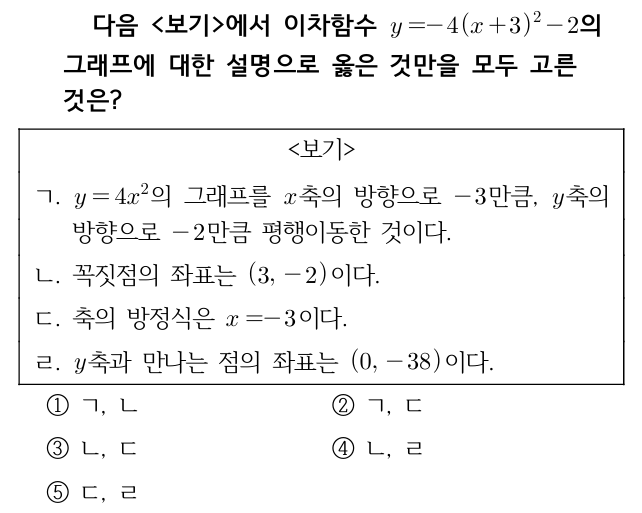 다음 <보기>에서 이차함수 y=-4(x+3)²-2의
그래프에 대한 설명으로 옳은 것만을 모두 고른
것은?
<보기>
ㄱ. y=4x²의 그래프를 x축의 방향으로 -3만큼, y축의
방향으로 -2만큼 평행이동한 것이다.
ㄴ. 꼭짓점의 좌표는 (3, -2)이다.
ㄷ. 축의 방정식은 x=-3이다.
ㄹ. y축과 만나는 점의 좌표는 (0, -38)이다.
① ㄱ, ㄴ ② ㄱ, ㄷ
③ ㄴ, ㄷ ④ ㄴ, ㄹ
⑤ ㄷ, ㄹ